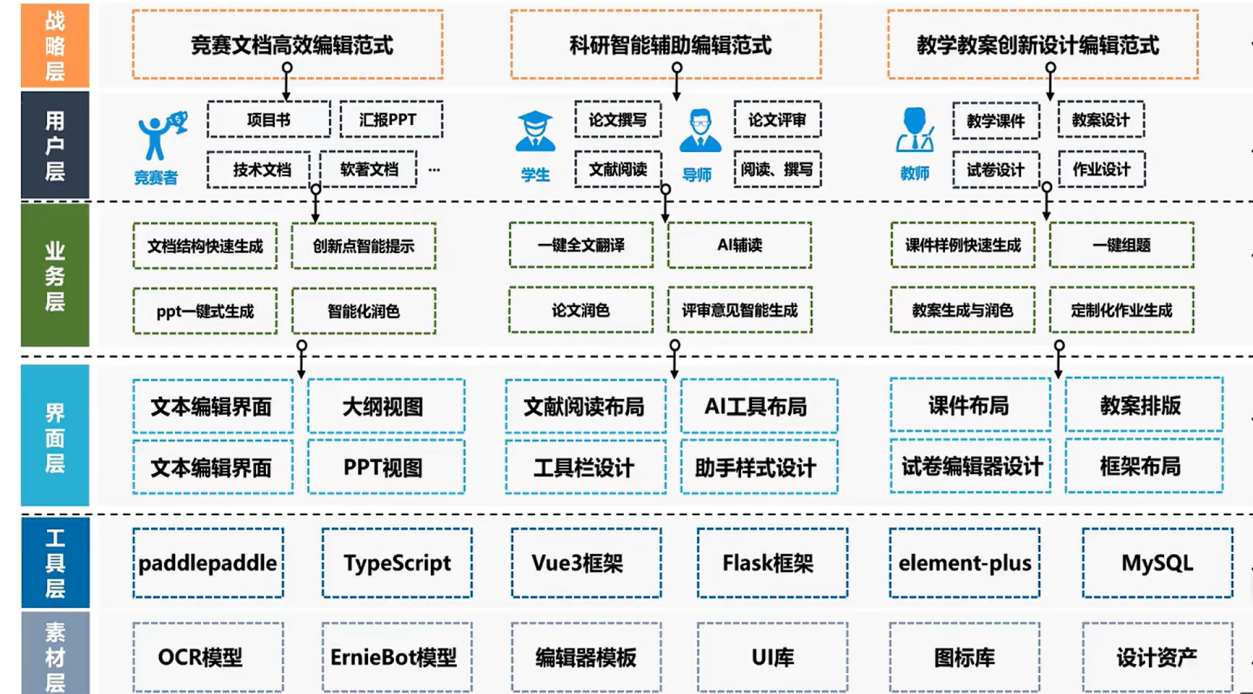 战略层
竞赛文档高效编辑范式
科研智能辅助编辑范式
教学教案创新设计编辑范式
用户层
竞赛者
项目书
汇报PPT
技术文档
软著文档
...
学生
论文撰写
文献阅读
导师
论文评审
阅读、撰写
教师
教学课件
教案设计
试卷设计
作业设计
业务层
文档结构快速生成
创新点智能提示
ppt一键式生成
智能化润色
一键全文翻译
AI辅读
论文润色
评审意见智能生成
课件样例快速生成
一键组题
教案生成与润色
定制化作业生成
界面层
文本编辑界面
大纲视图
文本编辑界面
PPT视图
文献阅读布局
AI工具布局
工具栏设计
助手样式设计
课件布局
教案排版
试卷编辑器设计
框架布局
工具层
paddlepaddle
TypeScript
Vue3框架
Flask框架
element-plus
MySQL
素材层
OCR模型
ErnieBot模型
编辑器模板
UI库
图标库
设计资产